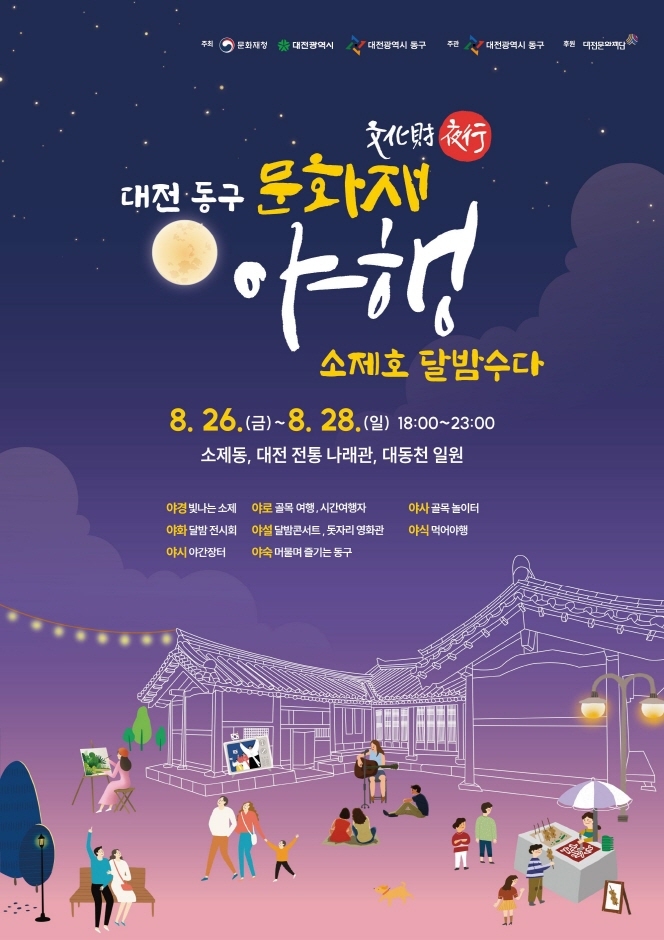 주최 문화재청 대전광역시 대전광역시 동구 주관 대전광역시 동구 후원 대전문화재단
文化財 夜行
대전 동구 문화재
야행
소제호 달밤수다
8. 26.(금)~8. 28.(일) 18:00~23:00
소제동, 대전 전통 나래관, 대동천 일원
야경 빛나는 소제 야로 골목 여행, 시간여행자 야사 골목 놀이터
야화 달밤 전시회 야설 달밤콘서트, 돗자리 영화관 야식 먹어야행
야시 야간장터 야숙 머물며 즐기는 동구